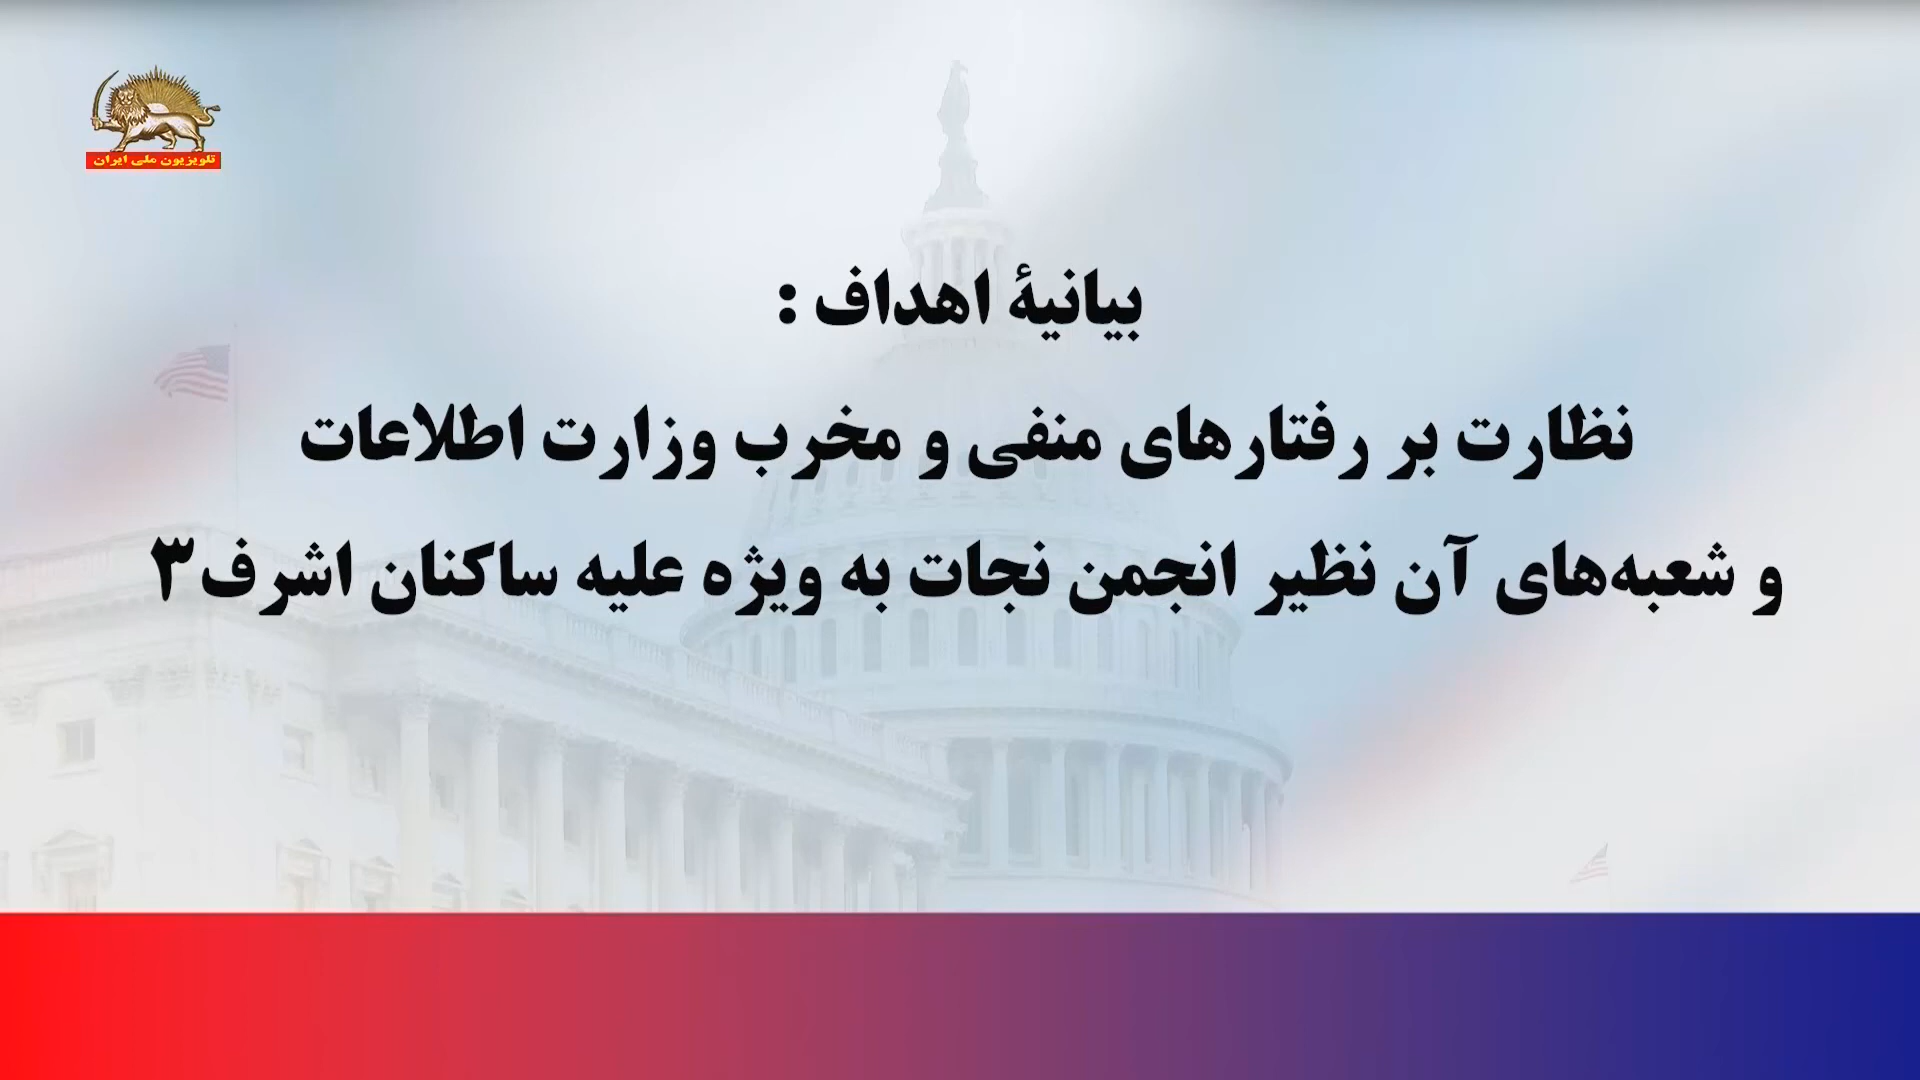 تلویزیون ملی ایران
بیانیهٔ اهداف :
نظارت بر رفتارهای منفی و مخرب وزارت اطلاعات
و شعبه‌های آن نظیر انجمن نجات به ویژه علیه ساکنان اشرف۳